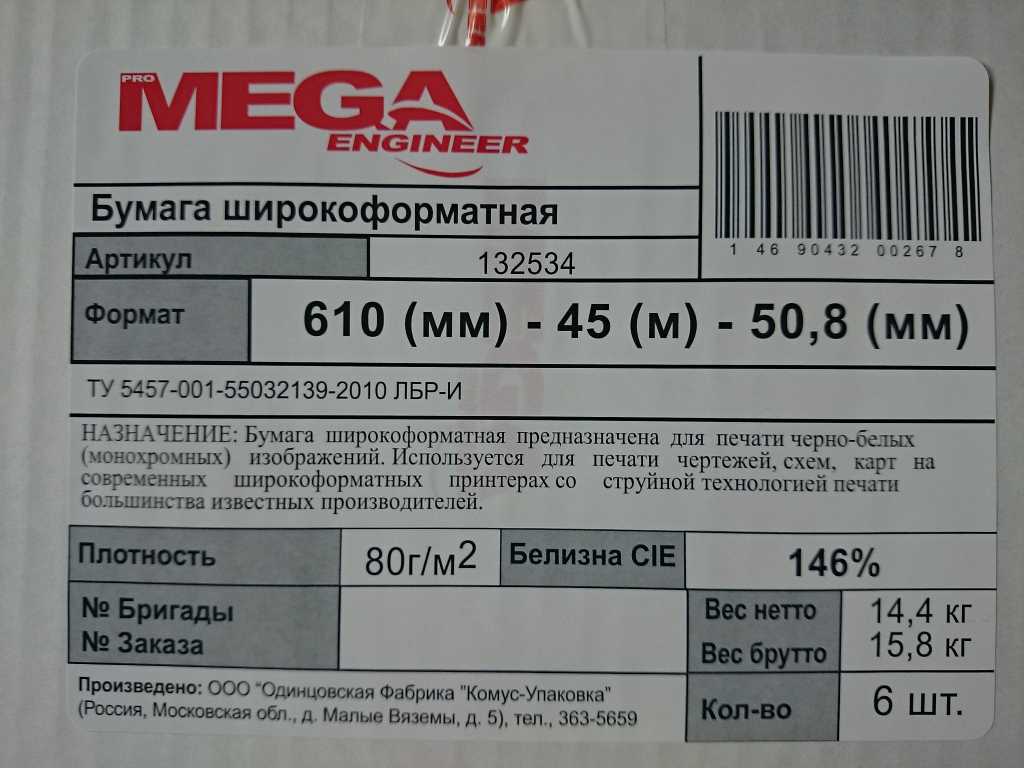 PRO
MEGA
ENGINEER
1 46 90432 00267 8
Бумага широкоформатная
Артикул 132534
Формат 610 (мм) - 45 (м) - 50,8 (мм)
ТУ 5457-001-55032139-2010 ЛБР-И
НАЗНАЧЕНИЕ: Бумага широкоформатная предназначена для печати черно-белых
(монохромных) изображений. Используется для печати чертежей, схем, карт на
современных широкоформатных принтерах со струйной технологией печати
большинства известных производителей.
Плотность 80г/м2 Белизна CIE 146%
№ Бригады
№ Заказа
Вес нетто 14,4 кг
Вес брутто 15,8 кг
Произведено: ООО “Одинцовская Фабрика "Комус-Упаковка”
(Россия, Московская обл., д. Малые Вяземы, д. 5), тел., 363-5659
Кол-во 6 шт.